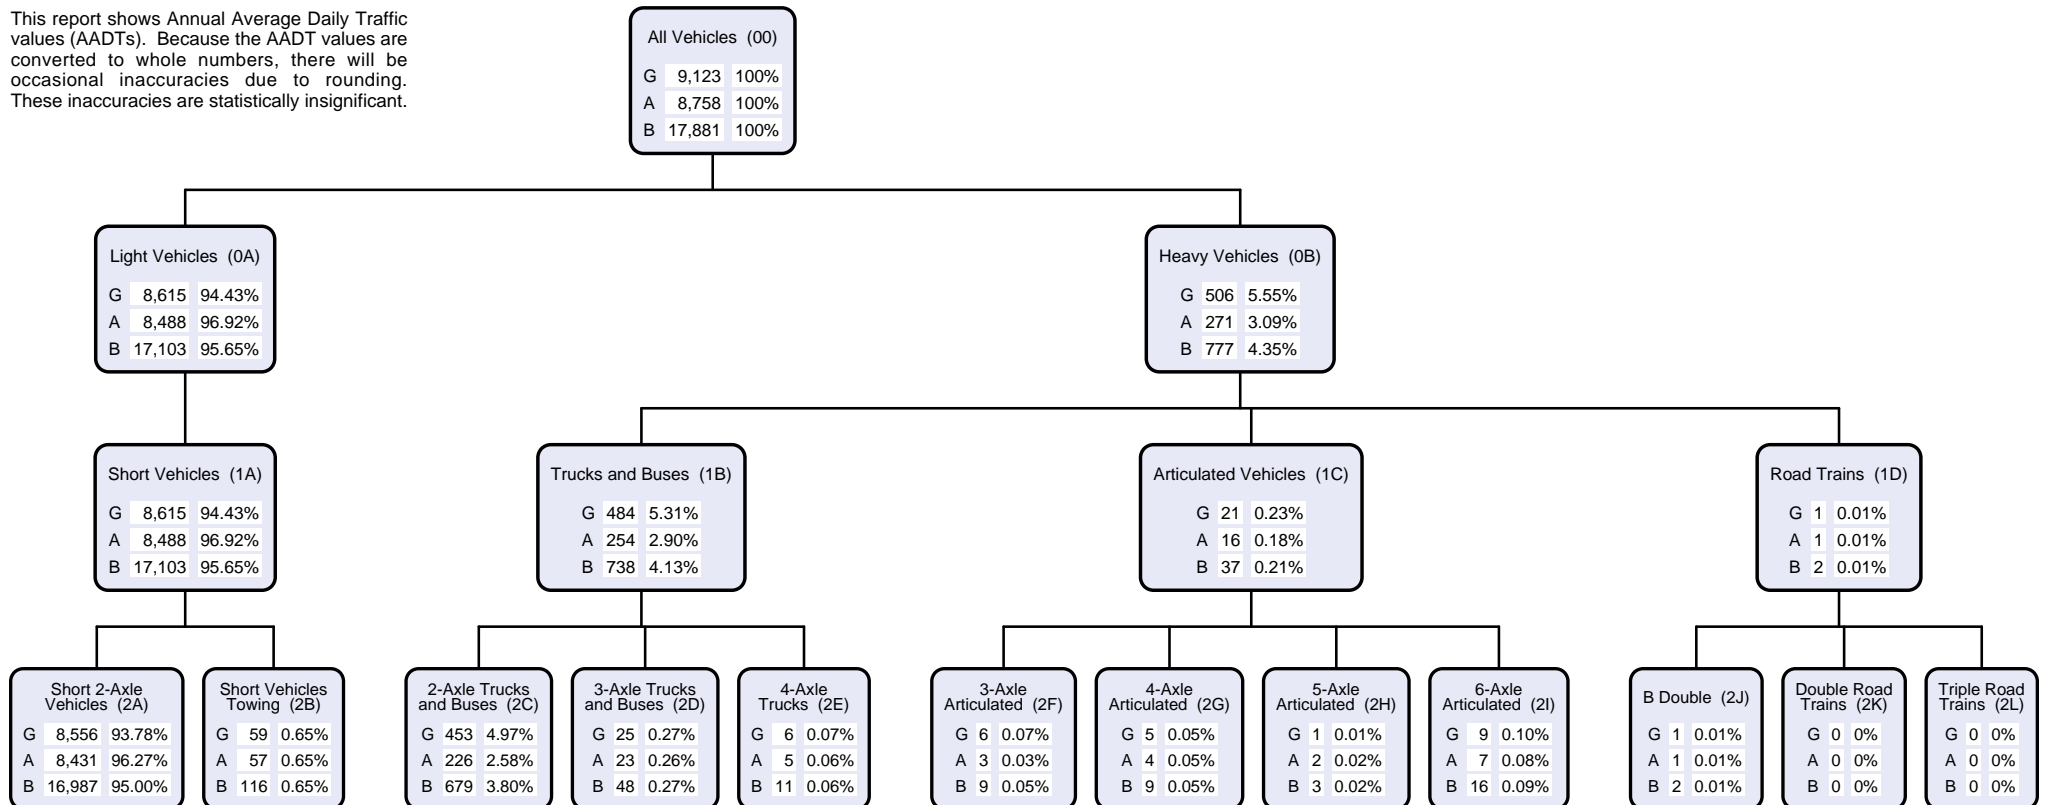 This report shows Annual Average Daily Traffic
values (AADTs). Because the AADT values are
converted to whole numbers, there will be
occasional inaccuracies due to rounding.
These inaccuracies are statistically insignificant.
All Vehicles (00)
G 9,123 100%
A 8,758 100%
B 17,881 100%
Light Vehicles (0A)
G 8,615 94.43%
A 8,488 96.92%
B 17,103 95.65%
Heavy Vehicles (0B)
G 506 5.55%
A 271 3.09%
B 777 4.35%
Short Vehicles (1A)
G 8,615 94.43%
A 8,488 96.92%
B 17,103 95.65%
Trucks and Buses (1B)
G 484 5.31%
A 254 2.90%
B 738 4.13%
Articulated Vehicles (1C)
G 21 0.23%
A 16 0.18%
B 37 0.21%
Road Trains (1D)
G 1 0.01%
A 1 0.01%
B 2 0.01%
Short 2-Axle
Vehicles (2A)
G 8,556 93.78%
A 8,431 96.27%
B 16,987 95.00%
Short Vehicles
Towing (2B)
G 59 0.65%
A 57 0.65%
B 116 0.65%
2-Axle Trucks
and Buses (2C)
G 453 4.97%
A 226 2.58%
B 679 3.80%
3-Axle Trucks
and Buses (2D)
G 25 0.27%
A 23 0.26%
B 48 0.27%
4-Axle
Trucks (2E)
G 6 0.07%
A 5 0.06%
B 11 0.06%
3-Axle
Articulated (2F)
G 6 0.07%
A 3 0.03%
B 9 0.05%
4-Axle
Articulated (2G)
G 5 0.05%
A 4 0.05%
B 9 0.05%
5-Axle
Articulated (2H)
G 1 0.01%
A 2 0.02%
B 3 0.02%
6-Axle
Articulated (2I)
G 9 0.10%
A 7 0.08%
B 16 0.09%
B Double (2J)
G 1 0.01%
A 1 0.01%
B 2 0.01%
Double Road
Trains (2K)
G 0 0%
A 0 0%
B 0 0%
Triple Road
Trains (2L)
G 0 0%
A 0 0%
B 0 0%